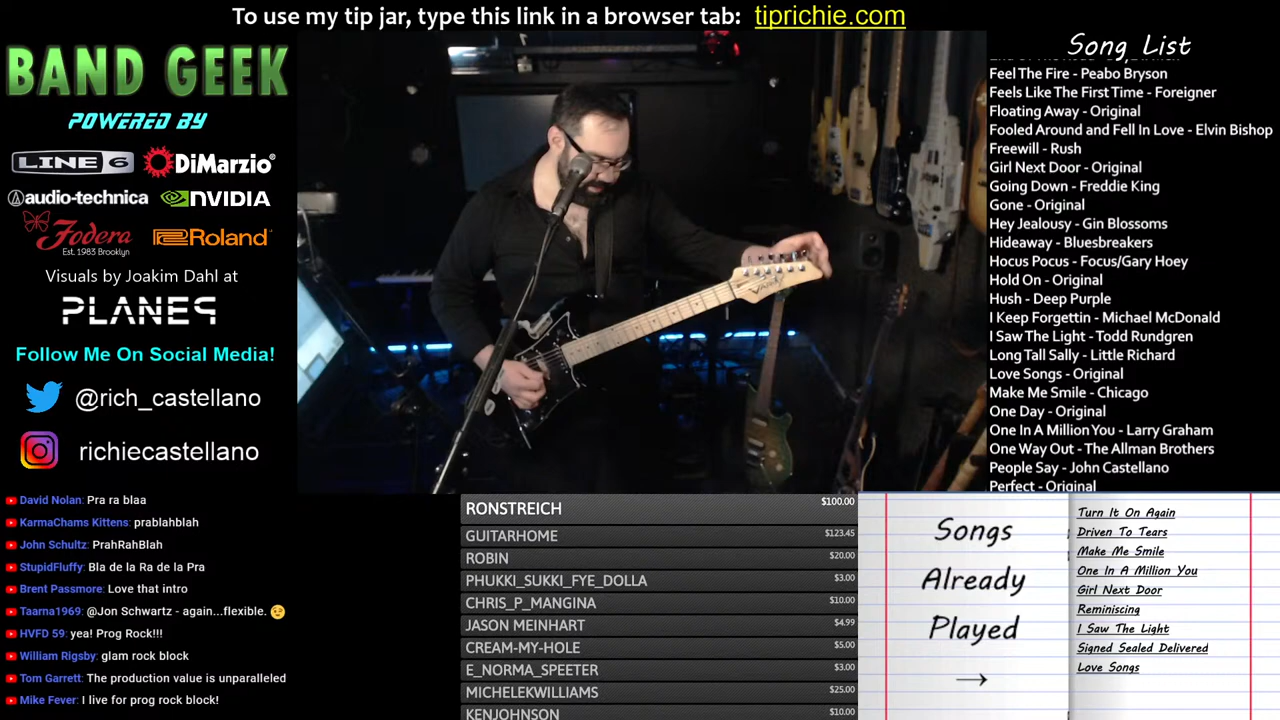 To use my tip jar, type this link in a browser tab: tiprichie.com
BAND GEEK
POWERED BY
LINE 6 DiMarzio
audio-technica NVIDIA
Fodera Roland
Est. 1983 Brooklyn
Visuals by Joakim Dahl at
PLANE9
Follow Me On Social Media!
@rich_castellano
richiecastellano
David Nolan: Pra ra blaa
KarmaChams Kittens: prablahblah
John Schultz: PrahRahBlah
StupidFluffy: Bla de la Ra de la Pra
Brent Passmore: Love that intro
Taarna1969: @Jon Schwartz - again...flexible. 😉
HVFD 59: yea! Prog Rock!!!
William Rigsby: glam rock block
Tom Garrett: The production value is unparalleled
Mike Fever: I live for prog rock block!
RONSTREICH $100.00
GUITARHOME $123.45
ROBIN $20.00
PHUKKI_SUKKI_FYE_DOLLA $3.00
CHRIS_P_MANGINA $10.00
JASON MEINHART $4.99
CREAM-MY-HOLE $5.00
E_NORMA_SPEETER $3.00
MICHELEKWILLIAMS $25.00
KENJOHNSON $10.00
Song List
Feel The Fire - Peabo Bryson
Feels Like The First Time - Foreigner
Floating Away - Original
Fooled Around and Fell In Love - Elvin Bishop
Freewill - Rush
Girl Next Door - Original
Going Down - Freddie King
Gone - Original
Hey Jealousy - Gin Blossoms
Hideaway - Bluesbreakers
Hocus Pocus - Focus/Gary Hoey
Hold On - Original
Hush - Deep Purple
I Keep Forgettin - Michael McDonald
I Saw The Light - Todd Rundgren
Long Tall Sally - Little Richard
Love Songs - Original
Make Me Smile - Chicago
One Day - Original
One In A Million You - Larry Graham
One Way Out - The Allman Brothers
People Say - John Castellano
Perfect - Original
Songs
Already
Played
→
Turn It On Again
Driven To Tears
Make Me Smile
One In A Million You
Girl Next Door
Reminiscing
I Saw The Light
Signed Sealed Delivered
Love Songs